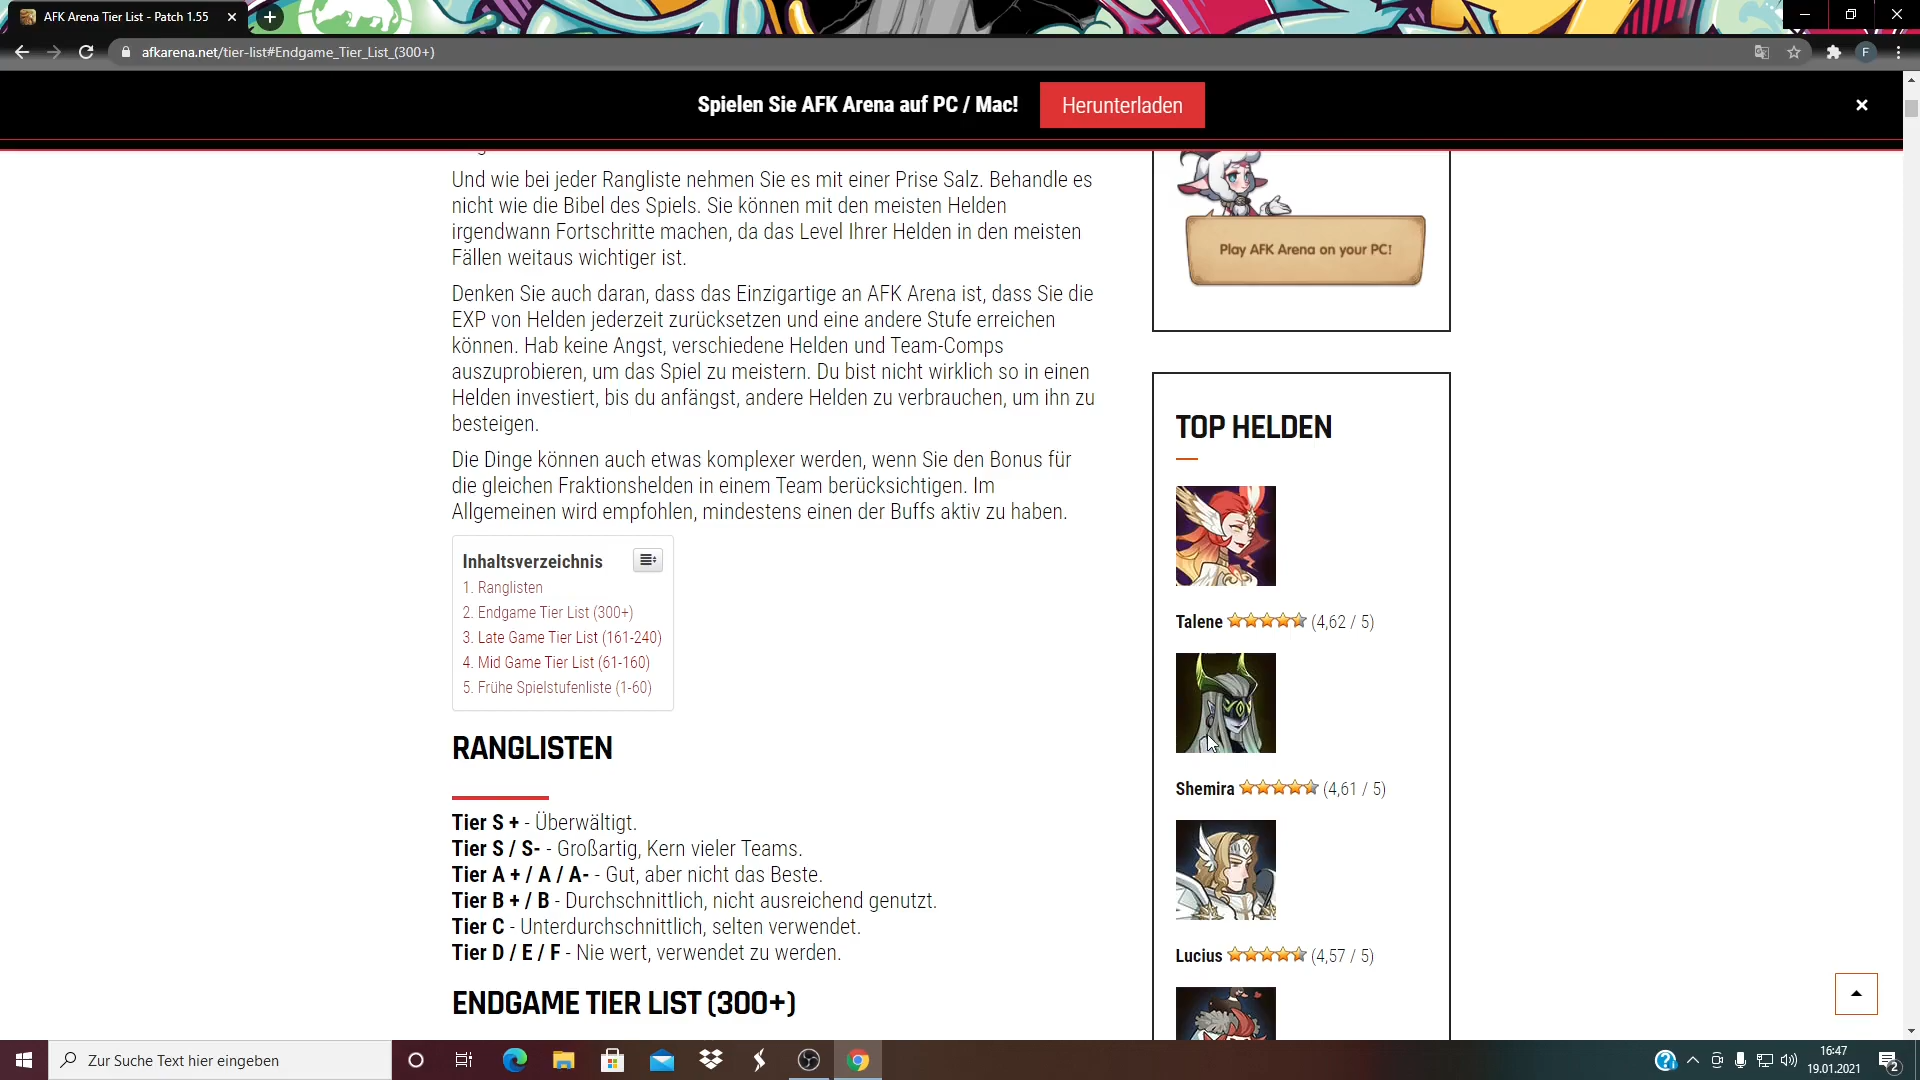 AFK Arena Tier List - Patch 1.55
afkarena.net/tier-list#Endgame_Tier_List_(300+)
F
Spielen Sie AFK Arena auf PC / Mac!
Herunterladen
Und wie bei jeder Rangliste nehmen Sie es mit einer Prise Salz. Behandle es
nicht wie die Bibel des Spiels. Sie können mit den meisten Helden
irgendwann Fortschritte machen, da das Level Ihrer Helden in den meisten
Fällen weitaus wichtiger ist.
Denken Sie auch daran, dass das Einzigartige an AFK Arena ist, dass Sie die
EXP von Helden jederzeit zurücksetzen und eine andere Stufe erreichen
können. Hab keine Angst, verschiedene Helden und Team-Comps
auszuprobieren, um das Spiel zu meistern. Du bist nicht wirklich so in einen
Helden investiert, bis du anfängst, andere Helden zu verbrauchen, um ihn zu
besteigen.
Die Dinge können auch etwas komplexer werden, wenn Sie den Bonus für
die gleichen Fraktionshelden in einem Team berücksichtigen. Im
Allgemeinen wird empfohlen, mindestens einen der Buffs aktiv zu haben.
Inhaltsverzeichnis
1. Ranglisten
2. Endgame Tier List (300+)
3. Late Game Tier List (161-240)
4. Mid Game Tier List (61-160)
5. Frühe Spielstufenliste (1-60)
RANGLISTEN
Tier S + - Überwältigt.
Tier S / S- - Großartig, Kern vieler Teams.
Tier A + / A / A- - Gut, aber nicht das Beste.
Tier B + / B - Durchschnittlich, nicht ausreichend genutzt.
Tier C - Unterdurchschnittlich, selten verwendet.
Tier D / E / F - Nie wert, verwendet zu werden.
ENDGAME TIER LIST (300+)
Play AFK Arena on your PC!
TOP HELDEN
Talene (4,62 / 5)
Shemira (4,61 / 5)
Lucius (4,57 / 5)
Zur Suche Text hier eingeben
16:47
19.01.2021
2